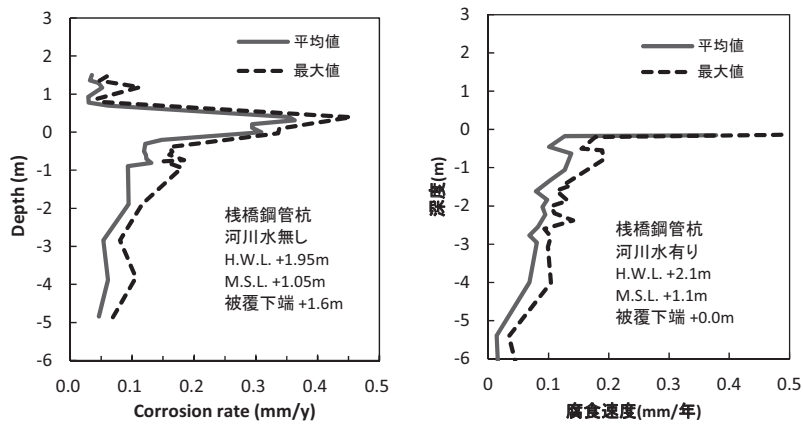 3
2
1
0
-1
-2
-3
-4
-5
-6
Depth (m)
平均値
最大値
桟橋鋼管杭
河川水無し
H.W.L. +1.95m
M.S.L. +1.05m
被覆下端 +1.6m
0.0 0.1 0.2 0.3 0.4 0.5
Corrosion rate (mm/y)
3
2
1
0
-1
-2
-3
-4
-5
-6
深度(m)
平均値
最大値
桟橋鋼管杭
河川水有り
H.W.L. +2.1m
M.S.L. +1.1m
被覆下端 +0.0m
0 0.1 0.2 0.3 0.4 0.5
腐食速度(mm/年)